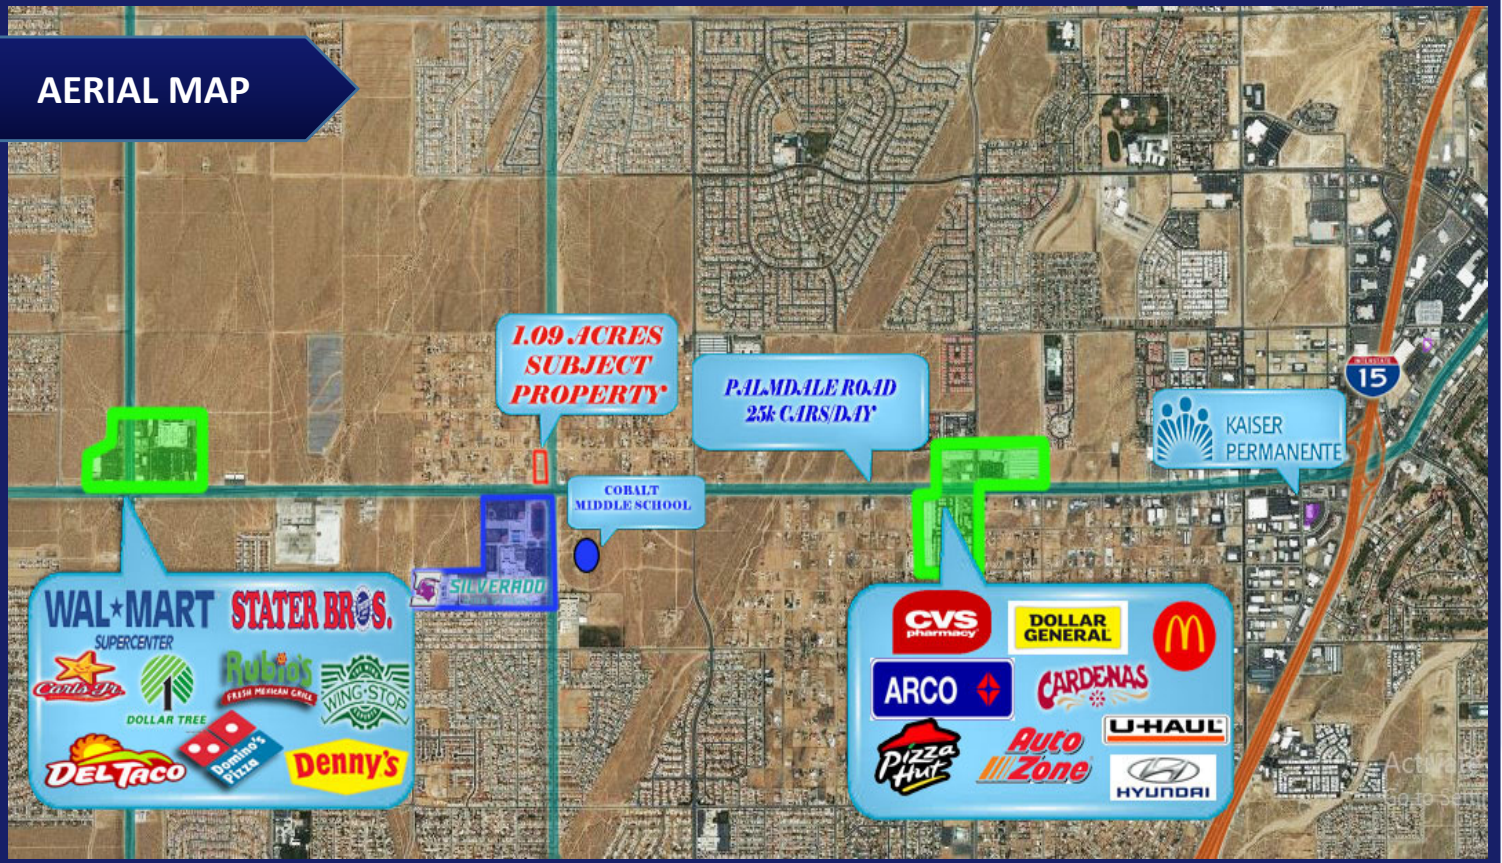 AERIAL MAP
1.09 ACRES
SUBJECT
PROPERTY
PALMDALE ROAD
25k CARS/DAY
INTERSTATE
15
KAISER
PERMANENTE
COBALT
MIDDLE SCHOOL
SILVERADO
WAL★MART
SUPERCENTER
STATER BROS.
Carl's Jr.
DOLLAR TREE
Rubio's
FRESH MEXICAN GRILL
WING★STOP
DEL TACO
Domino's
Pizza
Denny's
CVS
pharmacy
DOLLAR
GENERAL
ARCO
CARDENAS
Pizza
Hut
Auto
Zone
U-HAUL
HYUNDAI